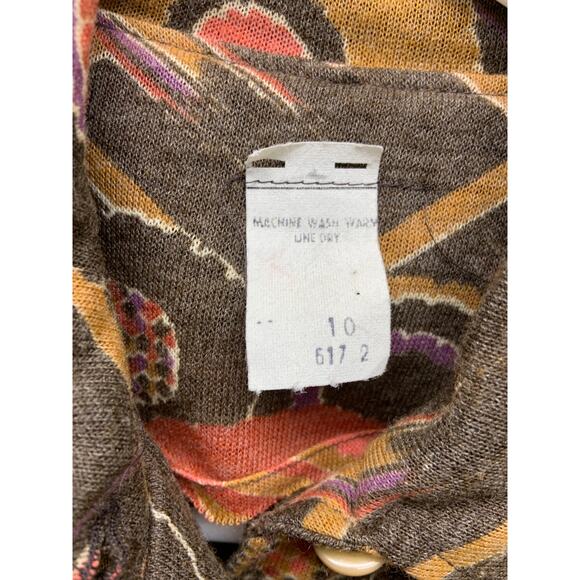 MACHINE WASH WARM
LINE DRY
10
617 2